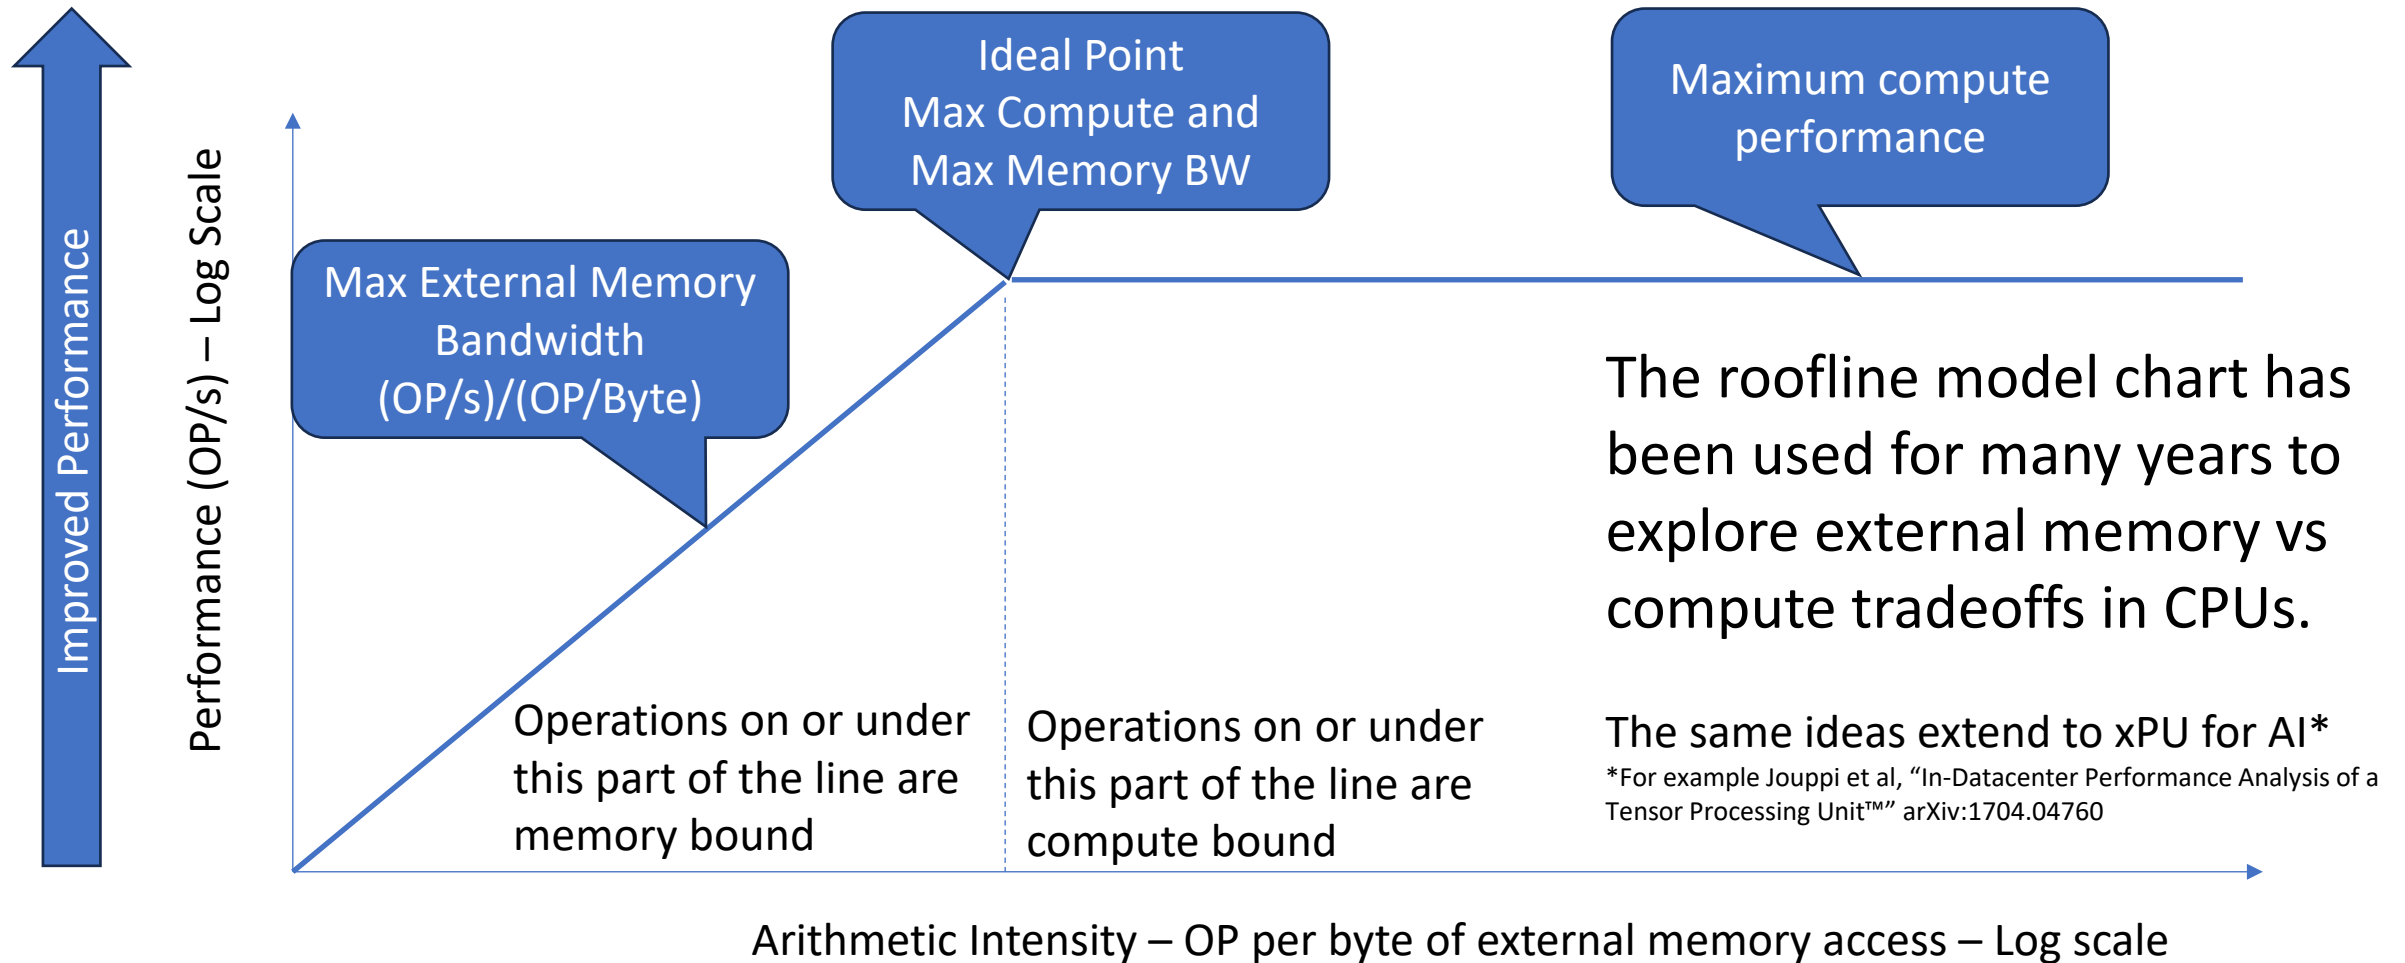 Improved Performance
Performance (OP/s) – Log Scale
Max External Memory
Bandwidth
(OP/s)/(OP/Byte)
Ideal Point
Max Compute and
Max Memory BW
Maximum compute
performance
Operations on or under
this part of the line are
memory bound
Operations on or under
this part of the line are
compute bound
The roofline model chart has
been used for many years to
explore external memory vs
compute tradeoffs in CPUs.
The same ideas extend to xPU for AI*
*For example Jouppi et al, “In-Datacenter Performance Analysis of a
Tensor Processing Unit™” arXiv:1704.04760
Arithmetic Intensity – OP per byte of external memory access – Log scale